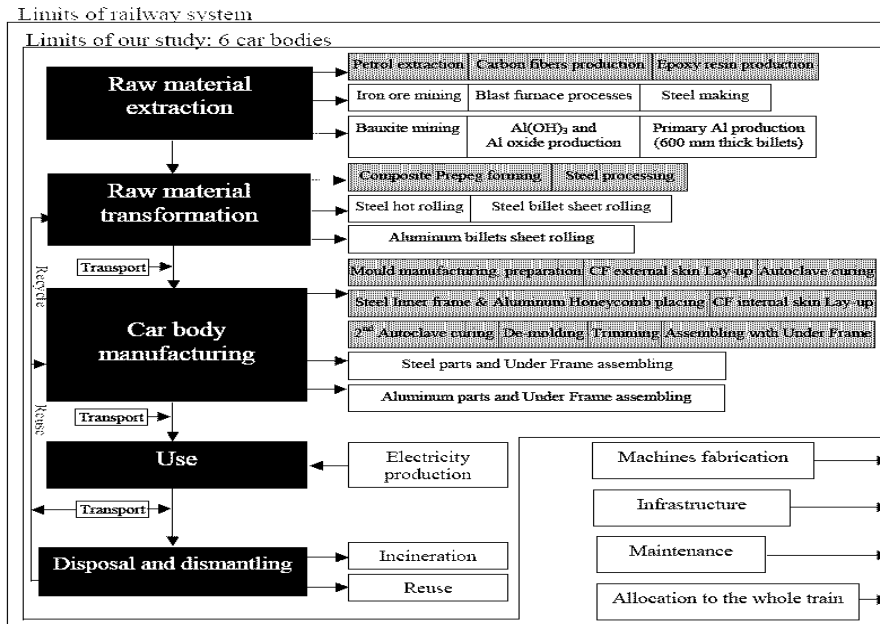 Limits of railway system
Limits of our study: 6 car bodies
Raw material
extraction
Petrol extraction Carbon fibers production Epoxy resin production
Iron ore mining Blast furnace processes Steel making
Bauxite mining Al(OH)₃ and
Al oxide production Primary Al production
(600 mm thick billets)
Raw material
transformation
Composite Prepeg forming Steel processing
Steel hot rolling Steel billet sheet rolling
Aluminum billets sheet rolling
Transport
Recycle
Car body
manufacturing
Mould manufacturing preparation CF external skin Lay-up Autoclave curing
Steel Inner frame & Aluminum Honeycomb placing CF internal skin Lay-up
2nd Autoclave curing De-molding Trimming Assembling with Under Frame
Steel parts and Under Frame assembling
Aluminum parts and Under Frame assembling
Reuse
Transport
Use
Electricity
production
Transport
Disposal and dismantling
Incineration
Reuse
Machines fabrication
Infrastructure
Maintenance
Allocation to the whole train